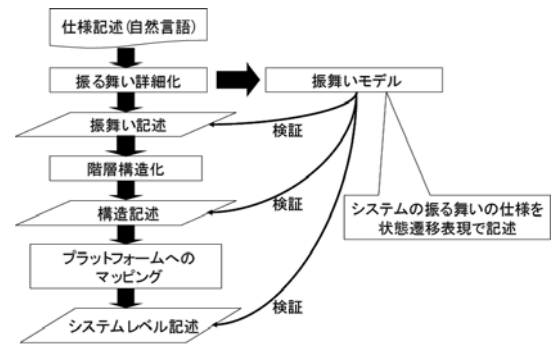 仕様記述(自然言語)
振る舞い詳細化
振舞いモデル
振舞い記述
検証
階層構造化
構造記述
検証
システムの振る舞いの仕様を
状態遷移表現で記述
プラットフォームへの
マッピング
検証
システムレベル記述